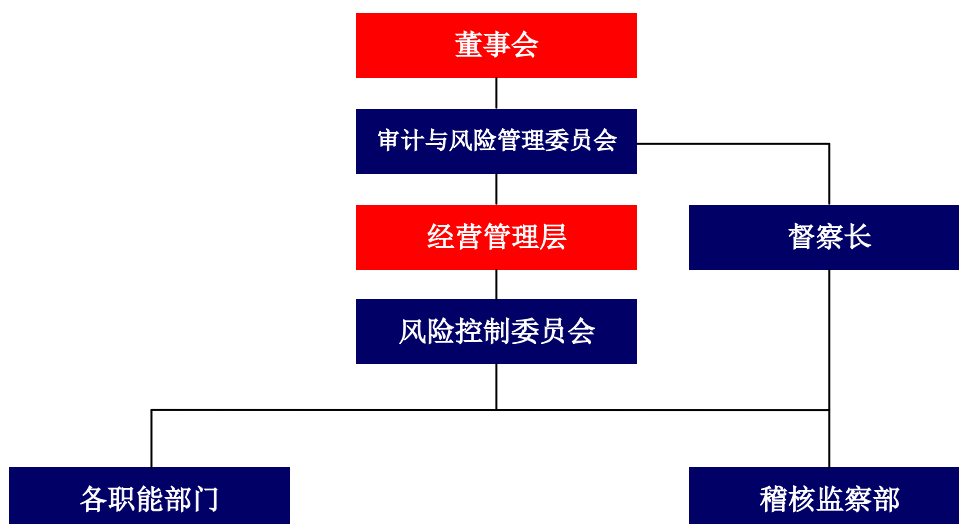 董事会
审计与风险管理委员会
经营管理层
督察长
风险控制委员会
各职能部门
稽核监察部